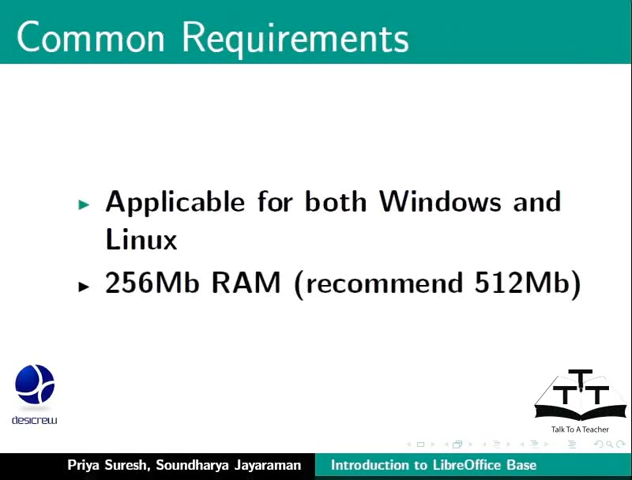 Common Requirements
Applicable for both Windows and
Linux
256Mb RAM (recommend 512Mb)
desicrew
TTT
Talk To A Teacher
Priya Suresh, Soundharya Jayaraman
Introduction to LibreOffice Base